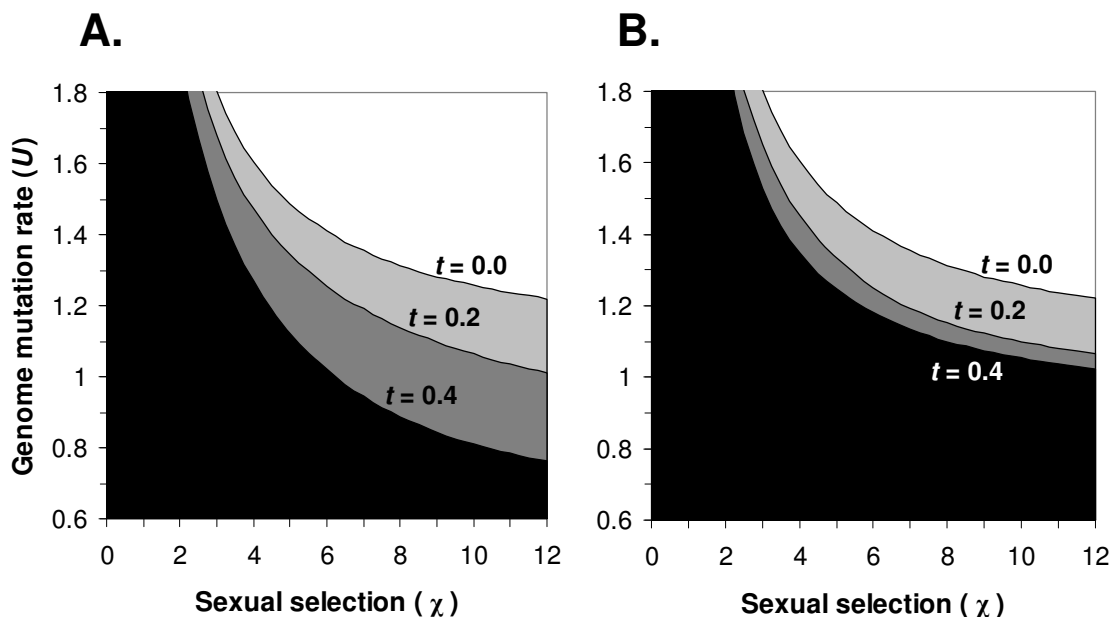 A.
1.8
1.6
1.4
1.2
1
0.8
0.6
0
2
4
6
8
10
12
t = 0.0
t = 0.2
t = 0.4
Genome mutation rate (U)
Sexual selection ( χ )
B.
1.8
1.6
1.4
1.2
1
0.8
0.6
0
2
4
6
8
10
12
t = 0.0
t = 0.2
t = 0.4
Sexual selection ( χ )